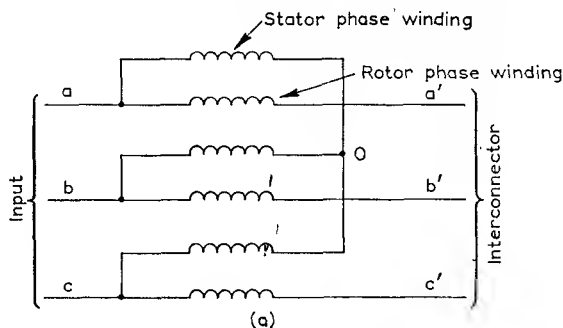 Stator phase winding
Rotor phase winding
a
a'
O
Input
b
b'
Interconnector
c
c'
(a)